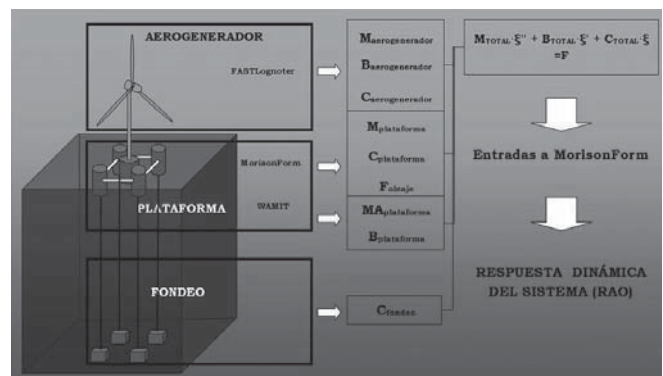 AEROGENERADOR
FASTLognoter
MorisonForm
PLATAFORMA
WAMIT
FONDEO
Maerogenerador
Baerogenerador
Caerogenerador
Mplataforma
Cplataforma
Foleaje
MAplataforma
Bplataforma
Cfondeo
MTOTAL·ξ'' + BTOTAL·ξ' + CTOTAL·ξ
=F
Entradas a MorisonForm
RESPUESTA DINÁMICA
DEL SISTEMA (RAO)